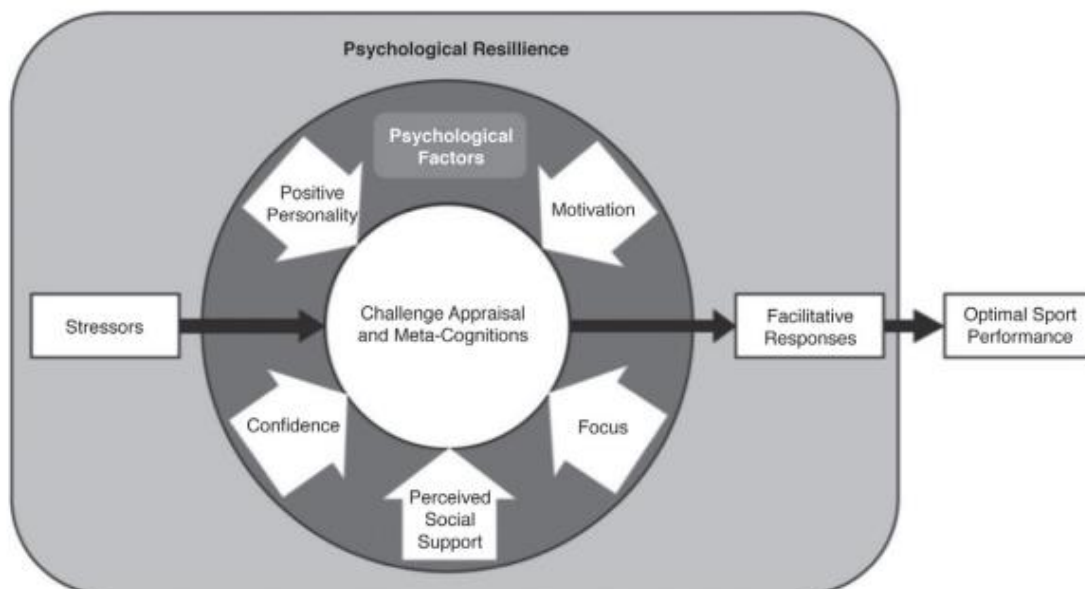 Psychological Resillience
Psychological
Factors
Positive
Personality
Motivation
Stressors
Challenge Appraisal
and Meta-Cognitions
Facilitative
Responses
Optimal Sport
Performance
Confidence
Focus
Perceived
Social
Support